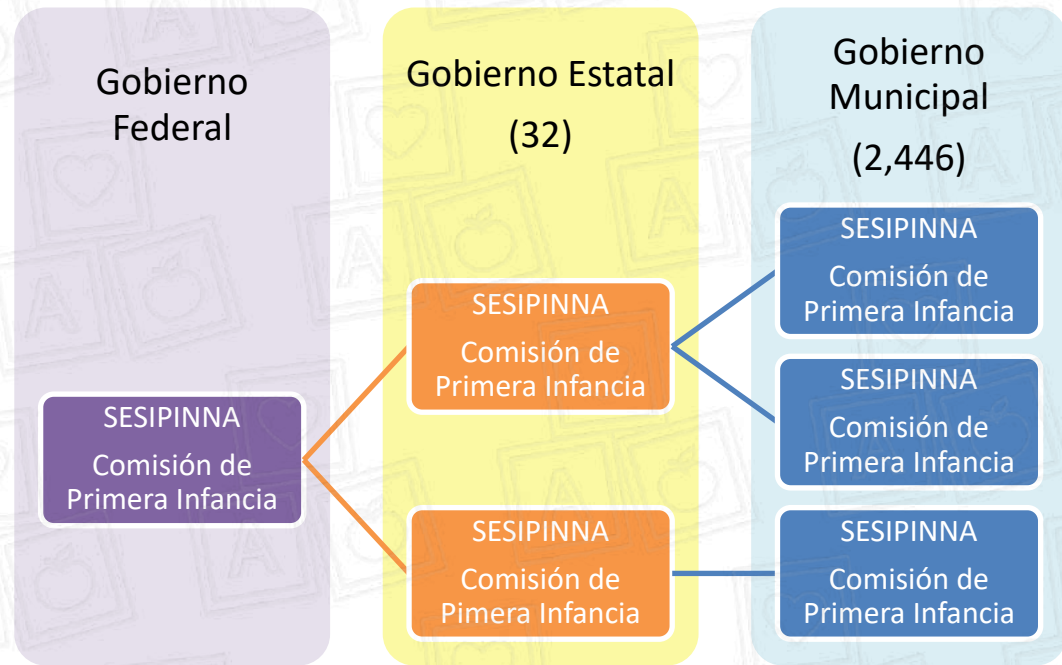 Gobierno
Federal
SESIPINNA
Comisión de
Primera Infancia
Gobierno Estatal
(32)
SESIPINNA
Comisión de
Primera Infancia
SESIPINNA
Comisión de
Pimera Infancia
Gobierno
Municipal
(2,446)
SESIPINNA
Comisión de
Primera Infancia
SESIPINNA
Comisión de
Primera Infancia
SESIPINNA
Comisión de
Primera Infancia